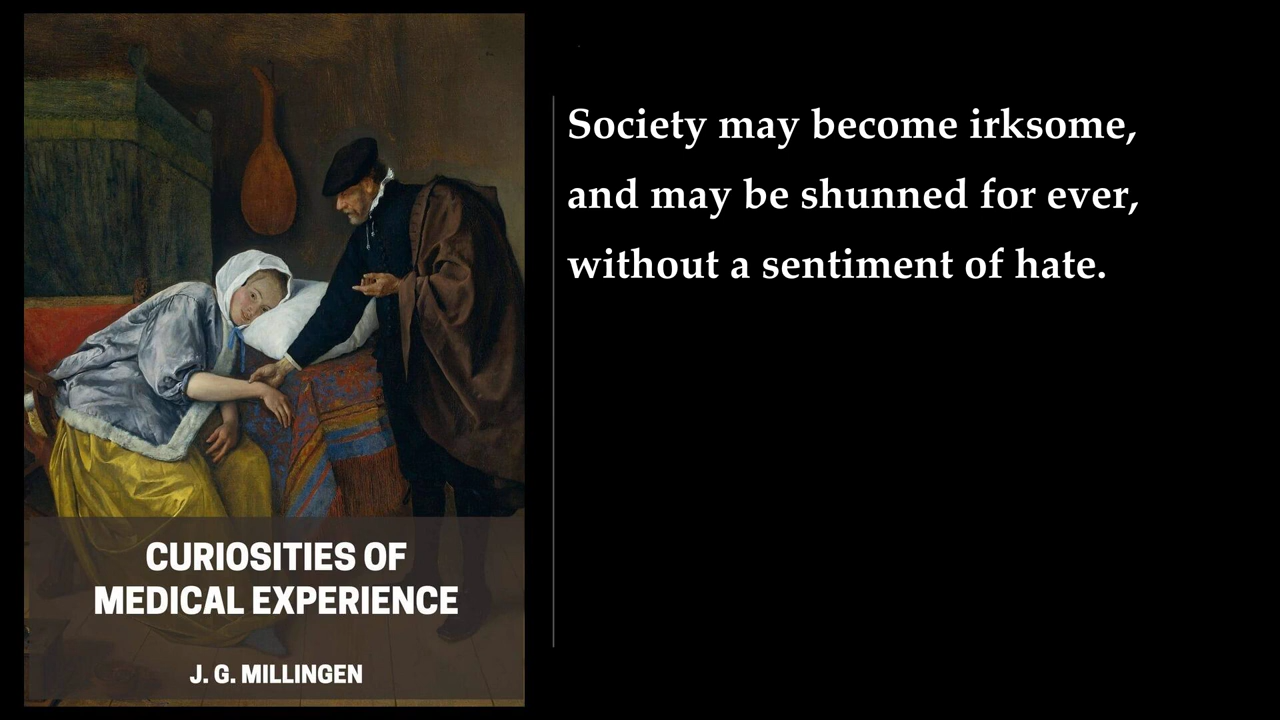 Society may become irksome,
and may be shunned for ever,
without a sentiment of hate.
CURIOSITIES OF
MEDICAL EXPERIENCE
J. G. MILLINGEN